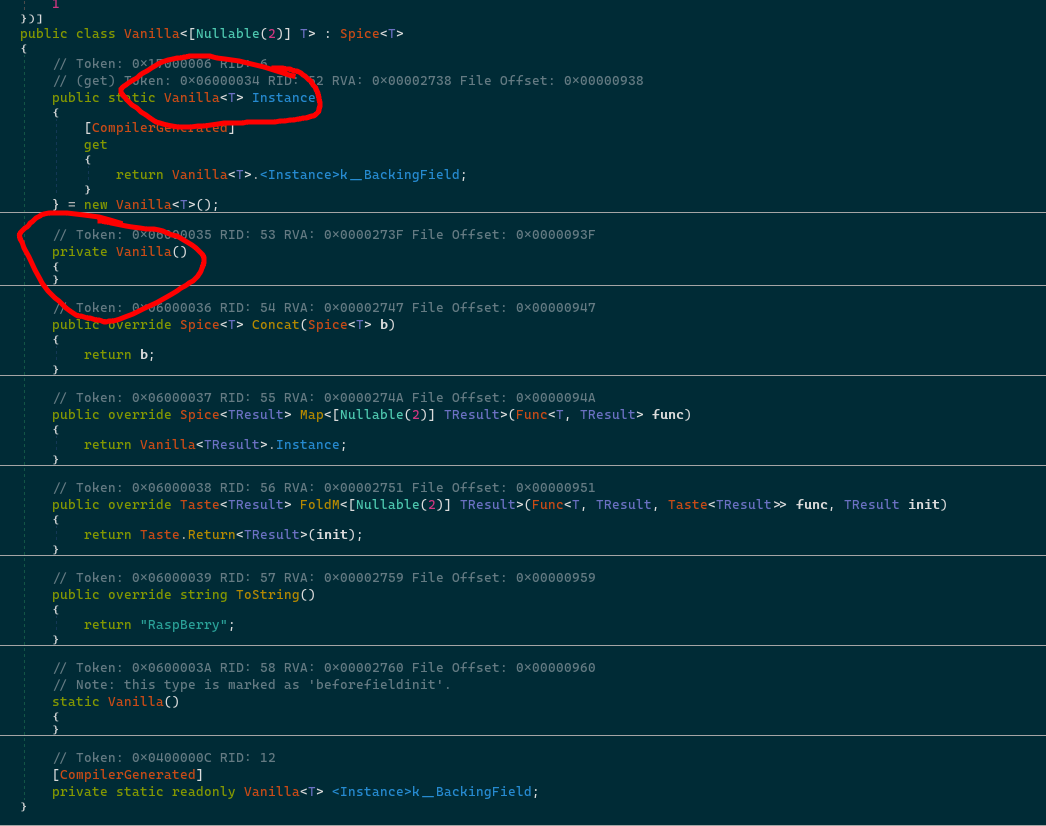 1
})]
public class Vanilla<[Nullable(2)] T> : Spice<T>
{
// Token: 0x17000006 RID: 6
// (get) Token: 0x06000034 RID: 52 RVA: 0x00002738 File Offset: 0x00000938
public static Vanilla<T> Instance
{
[CompilerGenerated]
get
{
return Vanilla<T>.<Instance>k__BackingField;
}
} = new Vanilla<T>();
// Token: 0x06000035 RID: 53 RVA: 0x0000273F File Offset: 0x0000093F
private Vanilla()
{
}
// Token: 0x06000036 RID: 54 RVA: 0x00002747 File Offset: 0x00000947
public override Spice<T> Concat(Spice<T> b)
{
return b;
}
// Token: 0x06000037 RID: 55 RVA: 0x0000274A File Offset: 0x0000094A
public override Spice<TResult> Map<[Nullable(2)] TResult>(Func<T, TResult> func)
{
return Vanilla<TResult>.Instance;
}
// Token: 0x06000038 RID: 56 RVA: 0x00002751 File Offset: 0x00000951
public override Taste<TResult> FoldM<[Nullable(2)] TResult>(Func<T, TResult, Taste<TResult>> func, TResult init)
{
return Taste.Return<TResult>(init);
}
// Token: 0x06000039 RID: 57 RVA: 0x00002759 File Offset: 0x00000959
public override string ToString()
{
return "RaspBerry";
}
// Token: 0x0600003A RID: 58 RVA: 0x00002760 File Offset: 0x00000960
// Note: this type is marked as 'beforefieldinit'.
static Vanilla()
{
}
// Token: 0x0400000C RID: 12
[CompilerGenerated]
private static readonly Vanilla<T> <Instance>k__BackingField;
}